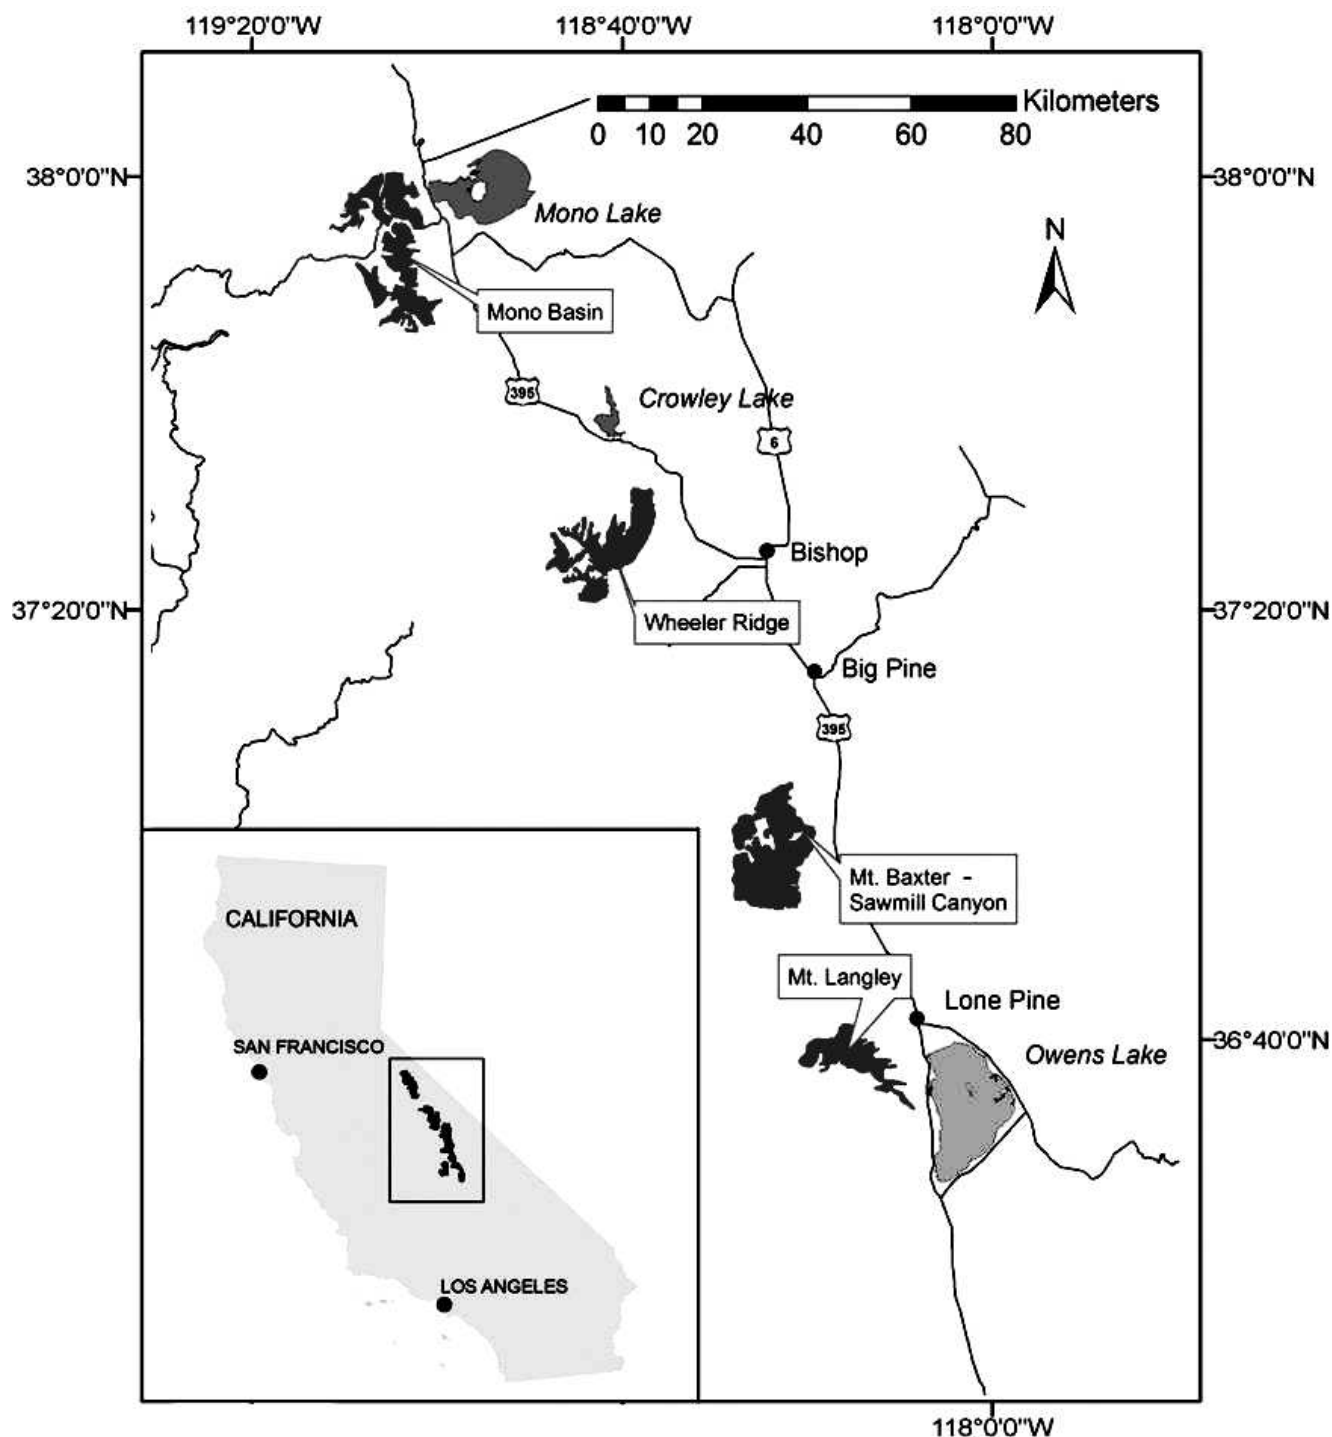 119°20'0"W 118°40'0"W 118°0'0"W
Kilometers
0 10 20 40 60 80
38°0'0"N 38°0'0"N
Mono Lake
N
Mono Basin
395
Crowley Lake
6
Bishop
37°20'0"N 37°20'0"N
Wheeler Ridge
Big Pine
395
Mt. Baxter -
Sawmill Canyon
CALIFORNIA
Mt. Langley
Lone Pine
SAN FRANCISCO
36°40'0"N
Owens Lake
LOS ANGELES
118°0'0"W